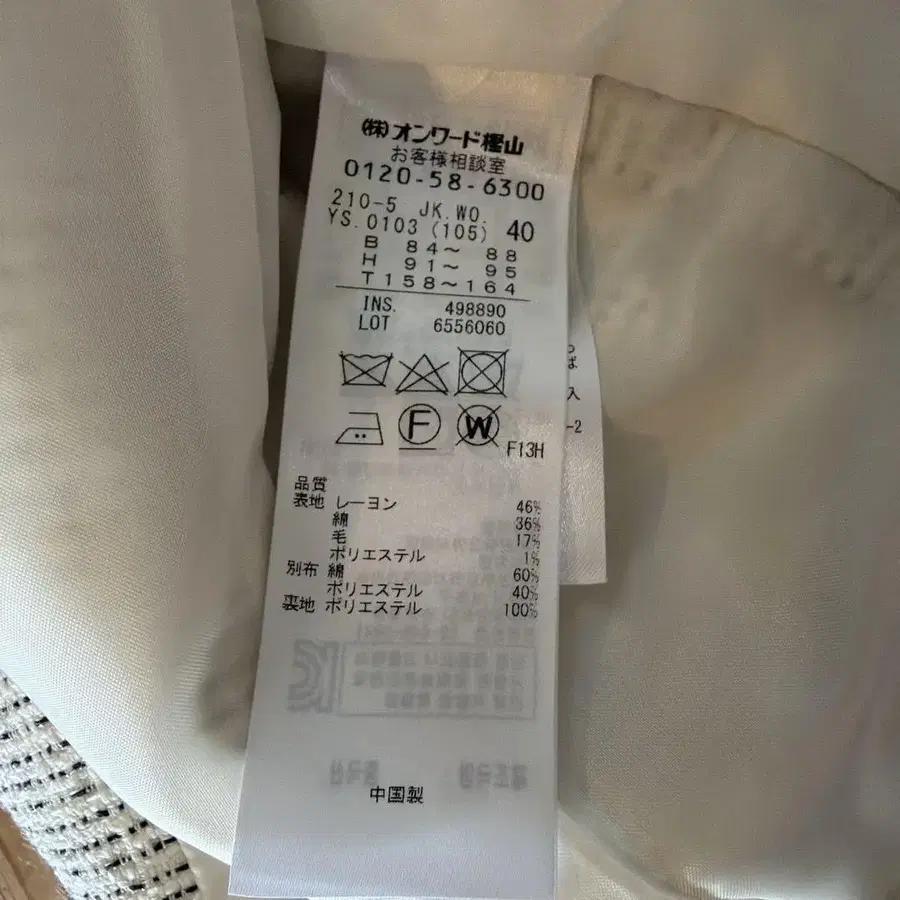 (株)オンワード樫山
お客様相談室
0120-58-6300
210-5 JK.WO.
YS.0103 (105) 40
B 84～ 88
H 91～ 95
T158～164
INS. 498890
LOT 6556060
F
W
F13H
品質
表地 レーヨン 46%
綿 36%
毛 17%
ポリエステル 1%
別布 綿 60%
ポリエステル 40%
裏地 ポリエステル 100%
中国製
ば
入
-2